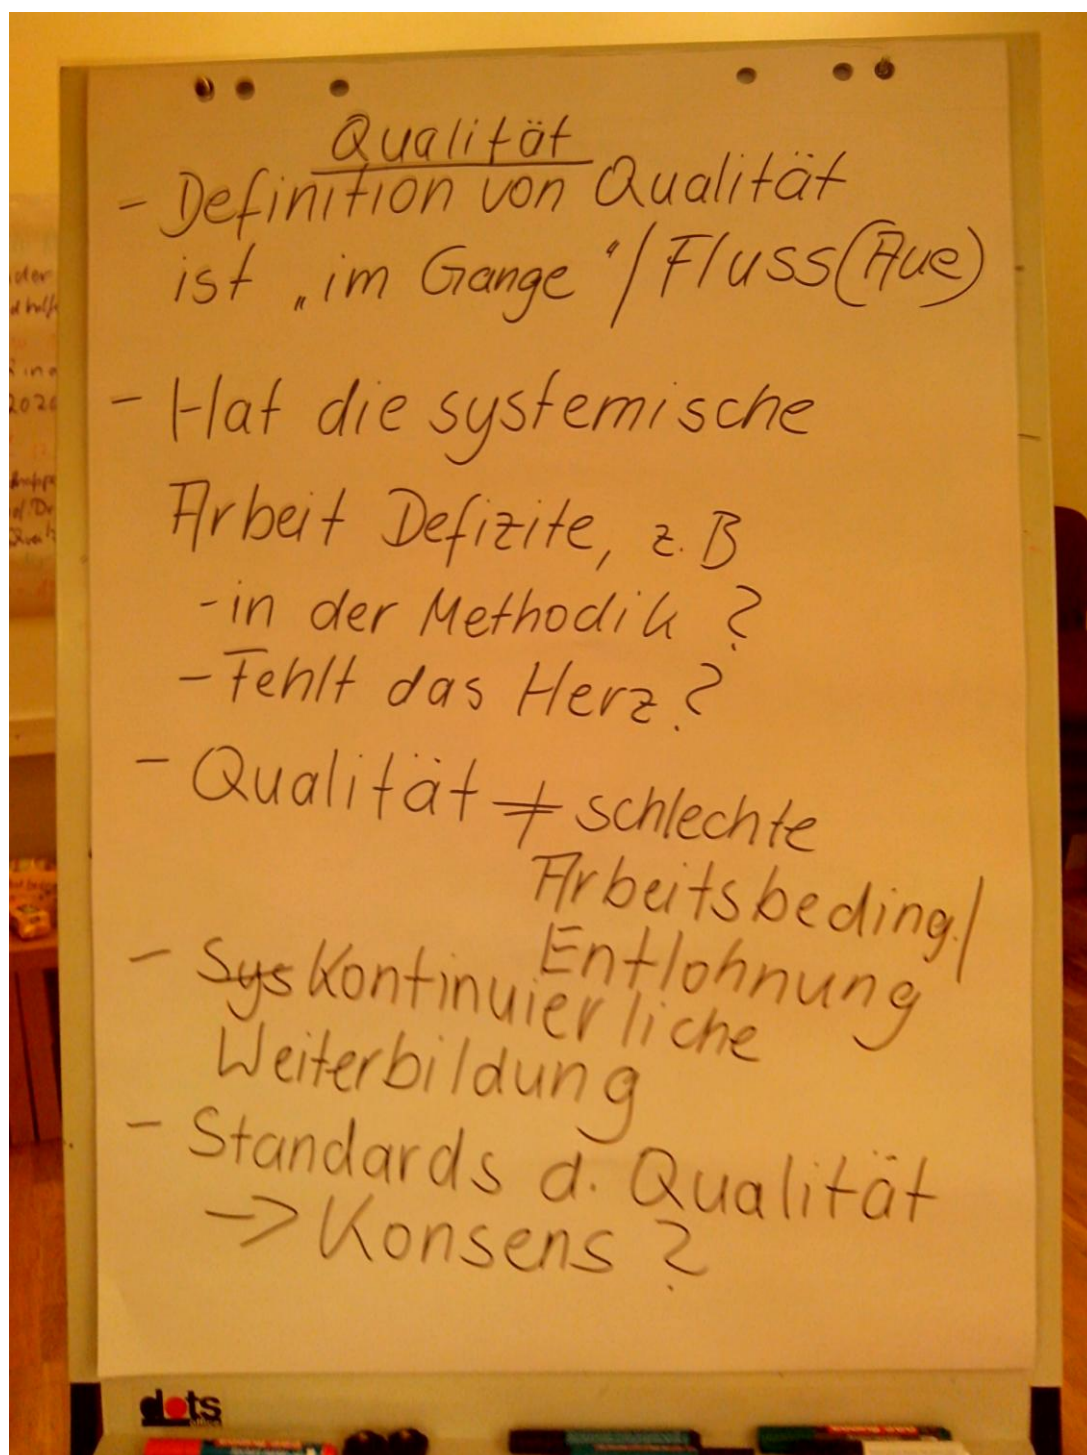 Qualität
- Definition von Qualität
ist „im Gange"/Fluss (Aue)
- Hat die systemische
Arbeit Defizite, z.B
- in der Methodik?
- Fehlt das Herz?
- Qualität ≠ schlechte
Arbeitsbeding./
Entlohnung
- Sys Kontinuierliche
Weiterbildung
- Standards d. Qualität
-> Konsens?
dots